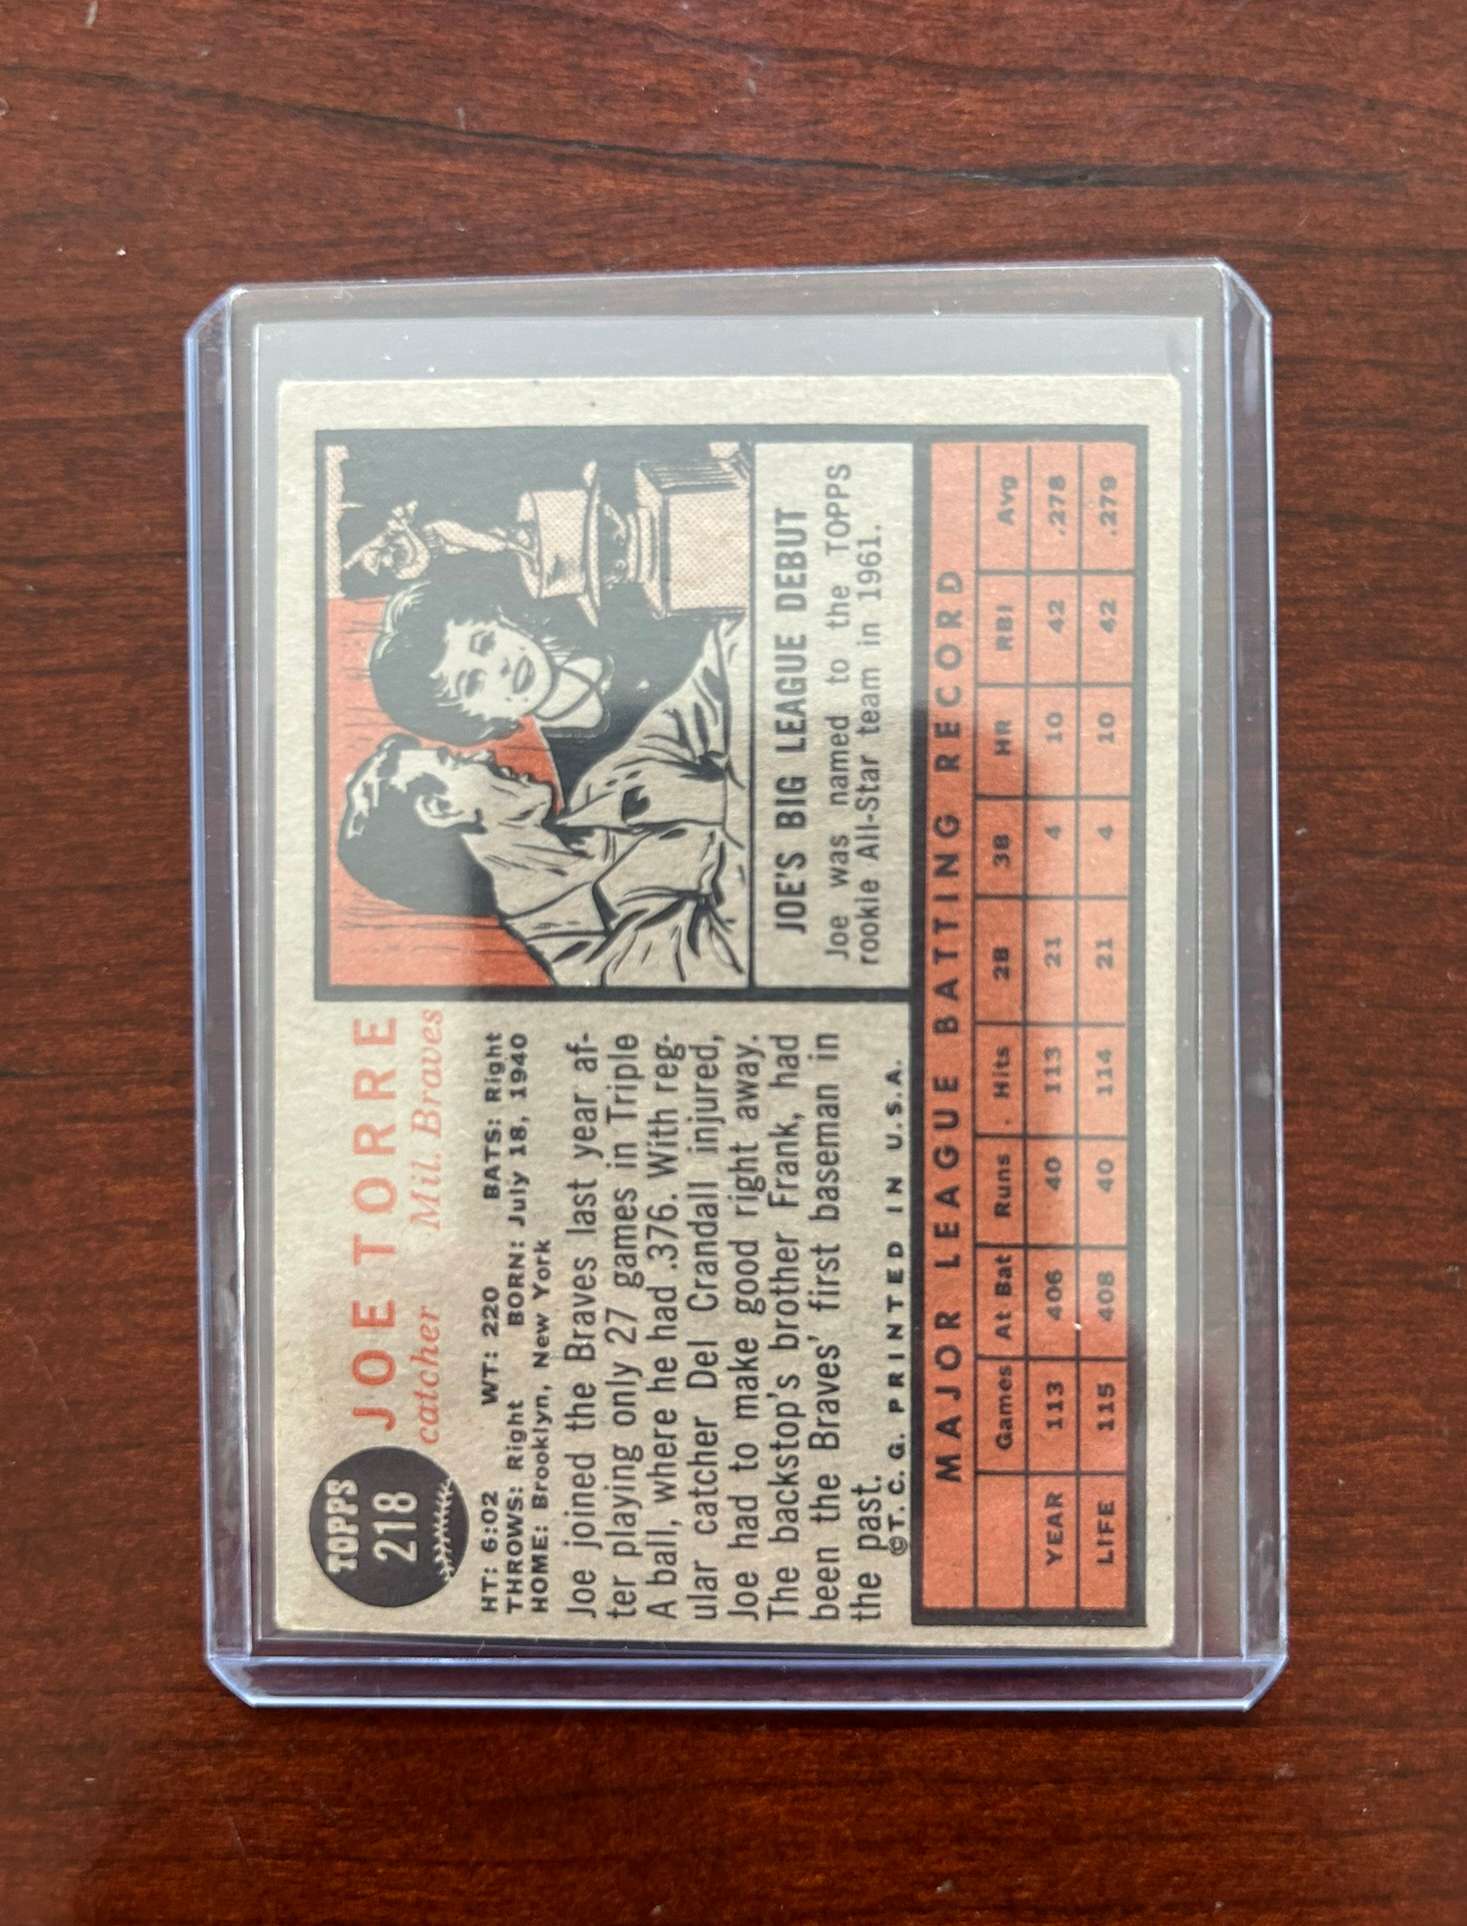 TOPPS
218
JOE TORRE
catcher Mil. Braves
HT: 6:02 WT: 220 BATS: Right
THROWS: Right BORN: July 18, 1940
HOME: Brooklyn, New York
Joe joined the Braves last year af-
ter playing only 27 games in Triple
A ball, where he had .376. With reg-
ular catcher Del Crandall injured,
Joe had to make good right away.
The backstop's brother Frank, had
been the Braves' first baseman in
the past.
©T. C. G. PRINTED IN U.S.A.
JOE'S BIG LEAGUE DEBUT
Joe was named to the TOPPS
rookie All-Star team in 1961.
MAJOR LEAGUE BATTING RECORD
Games At Bat Runs Hits 2B 3B HR RBI Avg
YEAR 113 406 40 113 21 4 10 42 .278
LIFE 115 408 40 114 21 4 10 42 .279